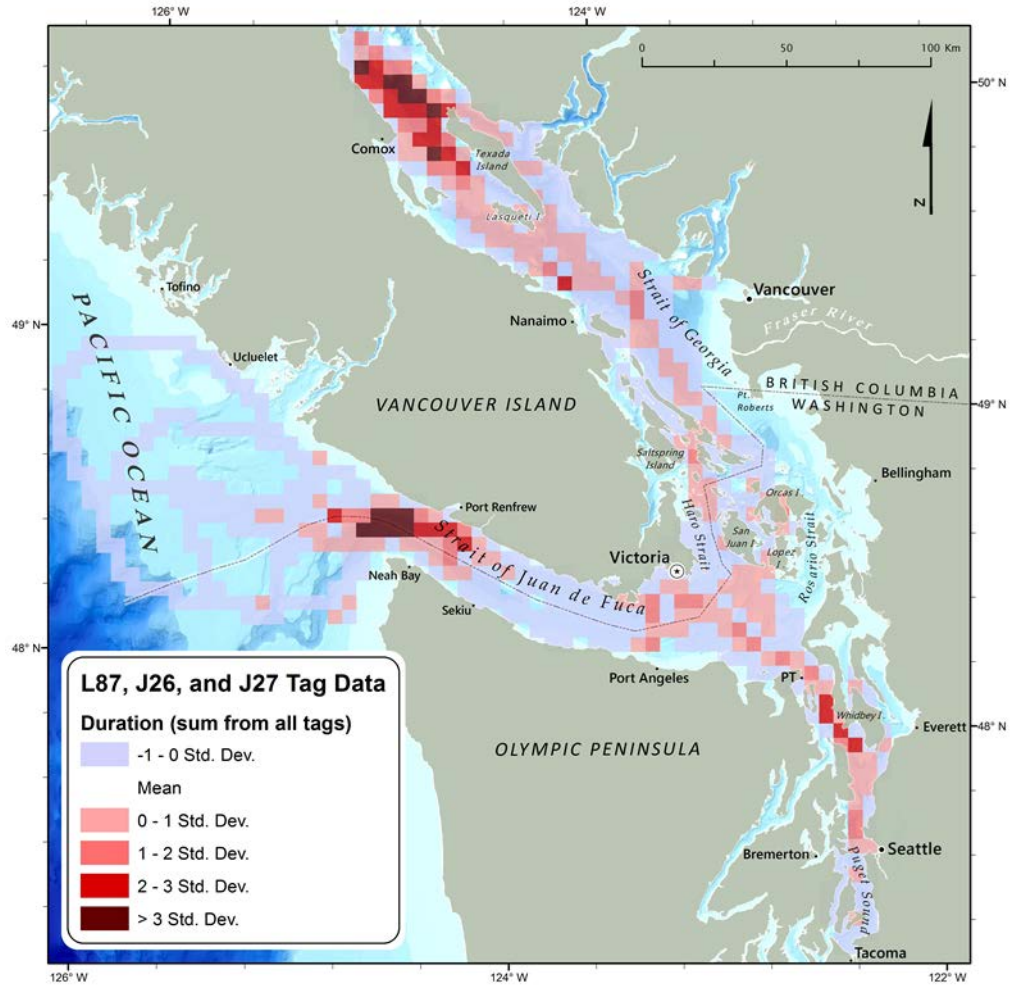 126° W
124° W
0 50 100 Km
50° N
N
Comox
Texada
Island
Lasqueti I
Strait of Georgia
Vancouver
Fraser River
Tofino
49° N
Nanaimo
Ucluelet
PACIFIC OCEAN
VANCOUVER ISLAND
BRITISH COLUMBIA
WASHINGTON
49° N
Pt.
Roberts
Saltspring
Island
Bellingham
Orcas I
Port Renfrew
Haro Strait
San
Juan I
Lopez
I
Rosario Strait
Strait of Juan de Fuca
Victoria
Neah Bay
Sekiu
48° N
Port Angeles
PT
Whidbey I
48° N
Everett
OLYMPIC PENINSULA
Bremerton
Seattle
Puget Sound
Tacoma
L87, J26, and J27 Tag Data
Duration (sum from all tags)
-1 - 0 Std. Dev.
Mean
0 - 1 Std. Dev.
1 - 2 Std. Dev.
2 - 3 Std. Dev.
> 3 Std. Dev.
126° W
124° W
122° W